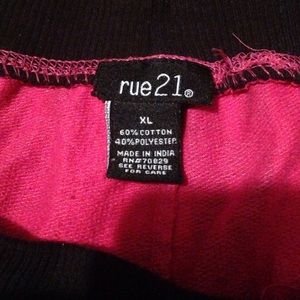 rue21®
XL
60%COTTON
40%POLYESTER
MADE IN INDIA
RN#70829
SEE REVERSE
FOR CARE